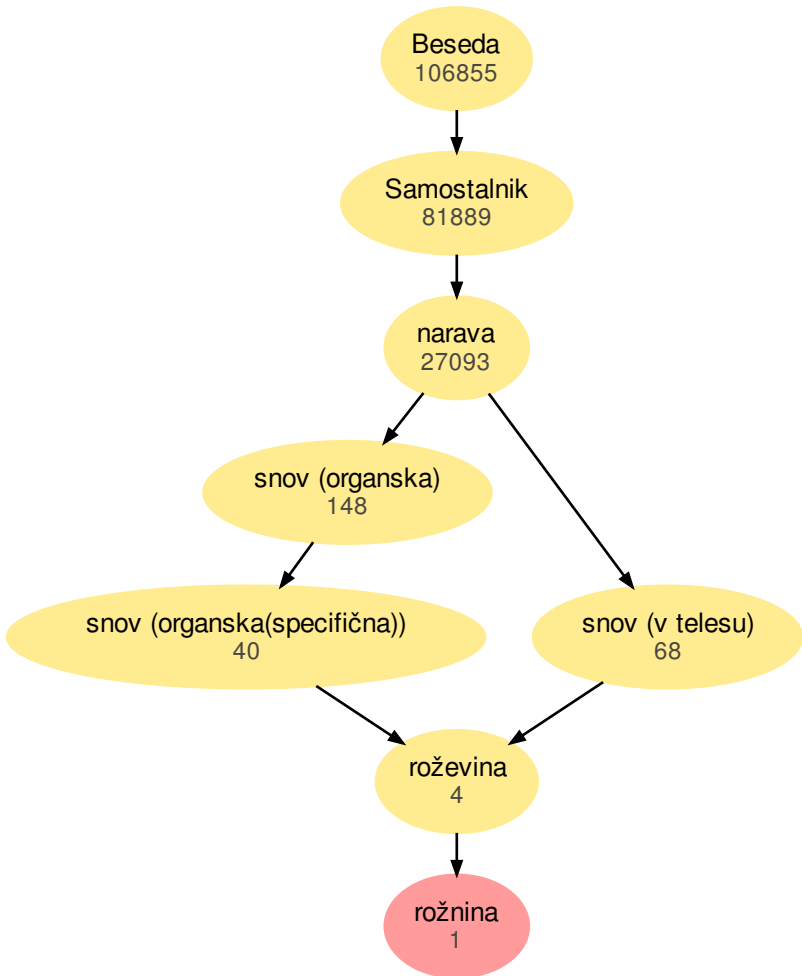 Beseda
106855
Samostalnik
81889
narava
27093
snov (organska)
148
snov (organska(specifična))
40
snov (v telesu)
68
roževina
4
rožnina
1